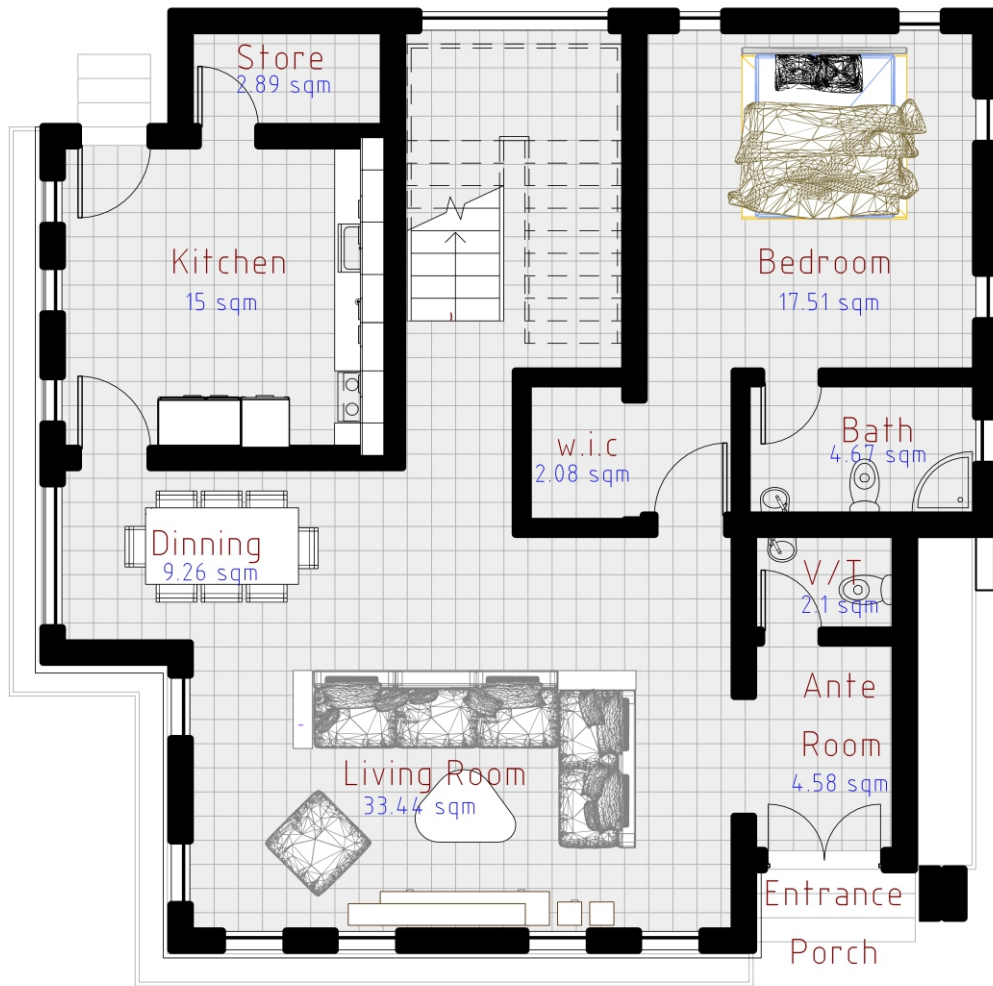 Store
2.89 sqm
Kitchen
15 sqm
Bedroom
17.51 sqm
w.i.c
2.08 sqm
Bath
4.67 sqm
Dinning
9.26 sqm
V/T
2.1 sqm
Ante
Room
4.58 sqm
Living Room
33.44 sqm
Entrance
Porch